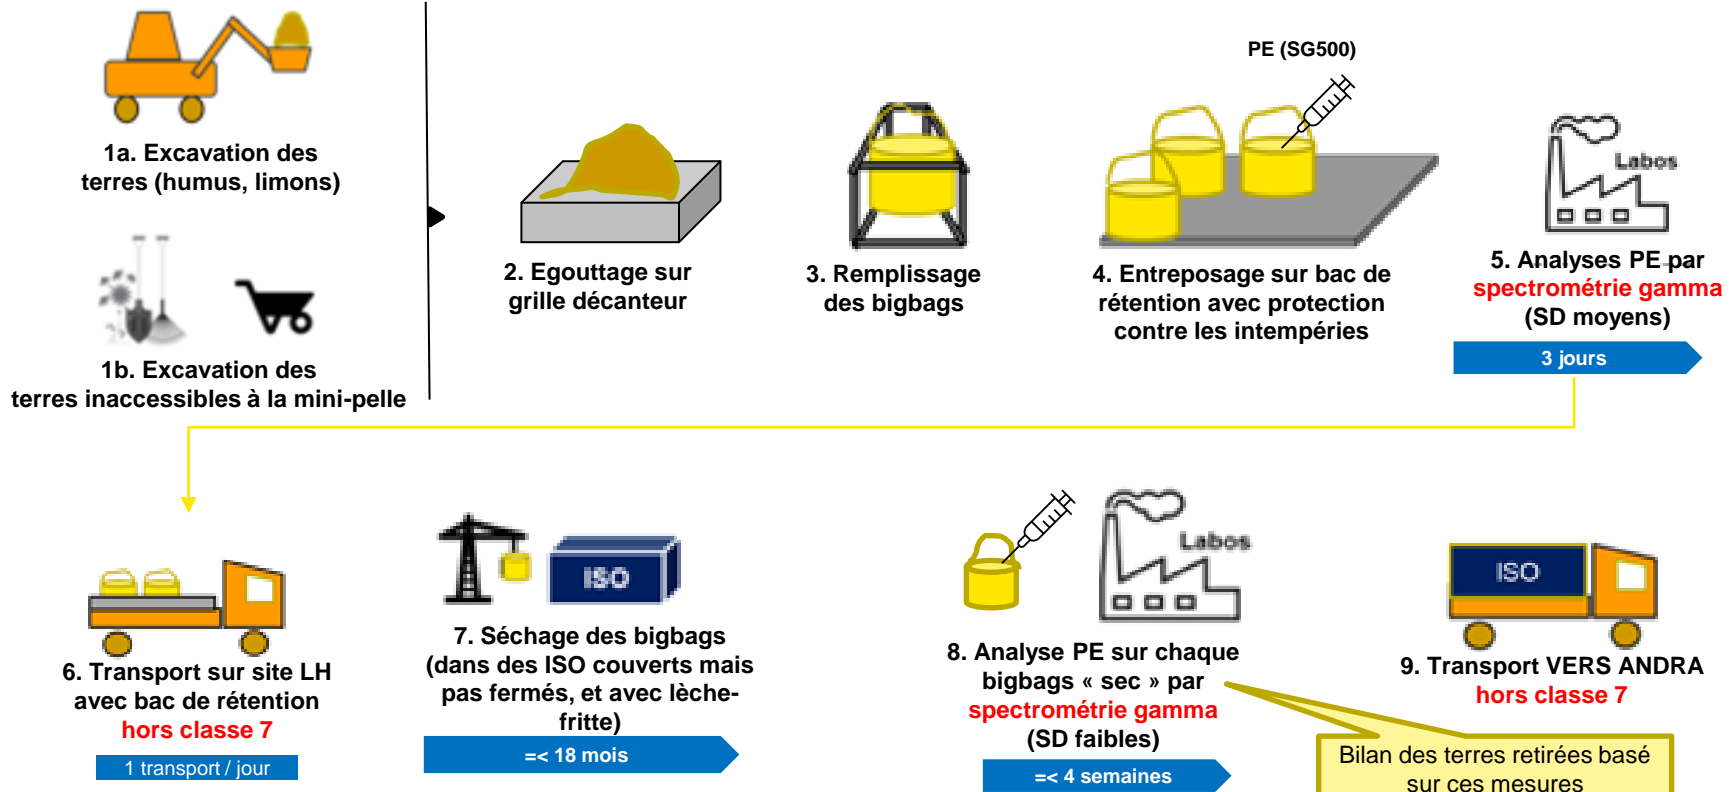 1a. Excavation des
terres (humus, limons)
1b. Excavation des
terres inaccessibles à la mini-pelle
2. Egouttage sur
grille décanteur
3. Remplissage
des bigbags
PE (SG500)
4. Entreposage sur bac de
rétention avec protection
contre les intempéries
Labos
5. Analyses PE par
spectrométrie gamma
(SD moyens)
3 jours
6. Transport sur site LH
avec bac de rétention
hors classe 7
1 transport / jour
ISO
7. Séchage des bigbags
(dans des ISO couverts mais
pas fermés, et avec lèche-
fritte)
=< 18 mois
Labos
8. Analyse PE sur chaque
bigbags « sec » par
spectrométrie gamma
(SD faibles)
=< 4 semaines
ISO
9. Transport VERS ANDRA
hors classe 7
Bilan des terres retirées basé
sur ces mesures